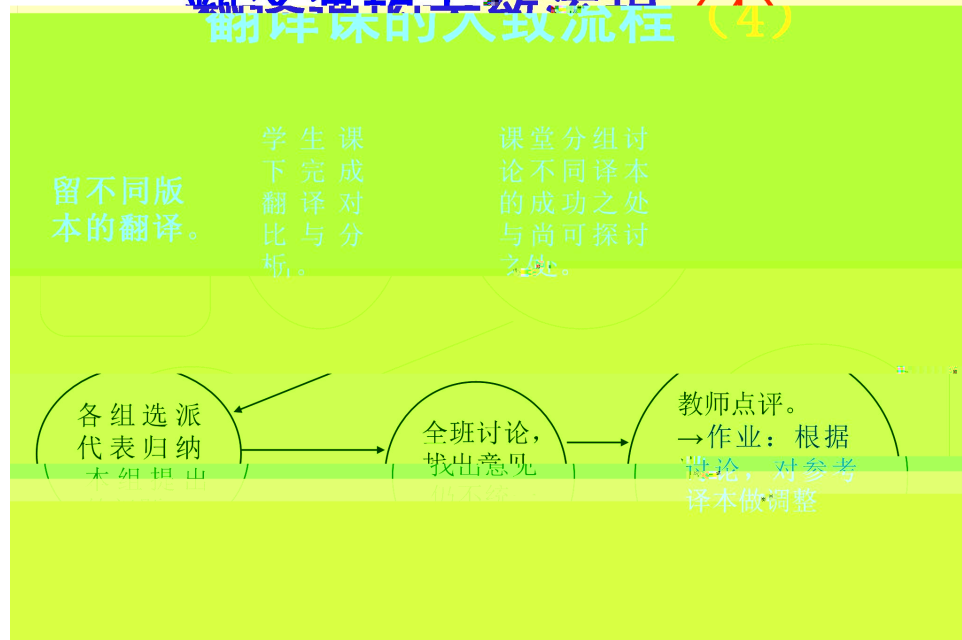 翻译课的大致流程（4）
留不同版
本的翻译。
学生课
下完成
翻译对
比与分
析。
课堂分组讨
论不同译本
的成功之处
与尚可探讨
之处。
各组选派
代表归纳
本组提出
全班讨论，
找出意见
教师点评。
→作业：根据
讨论，对参考
译本做调整